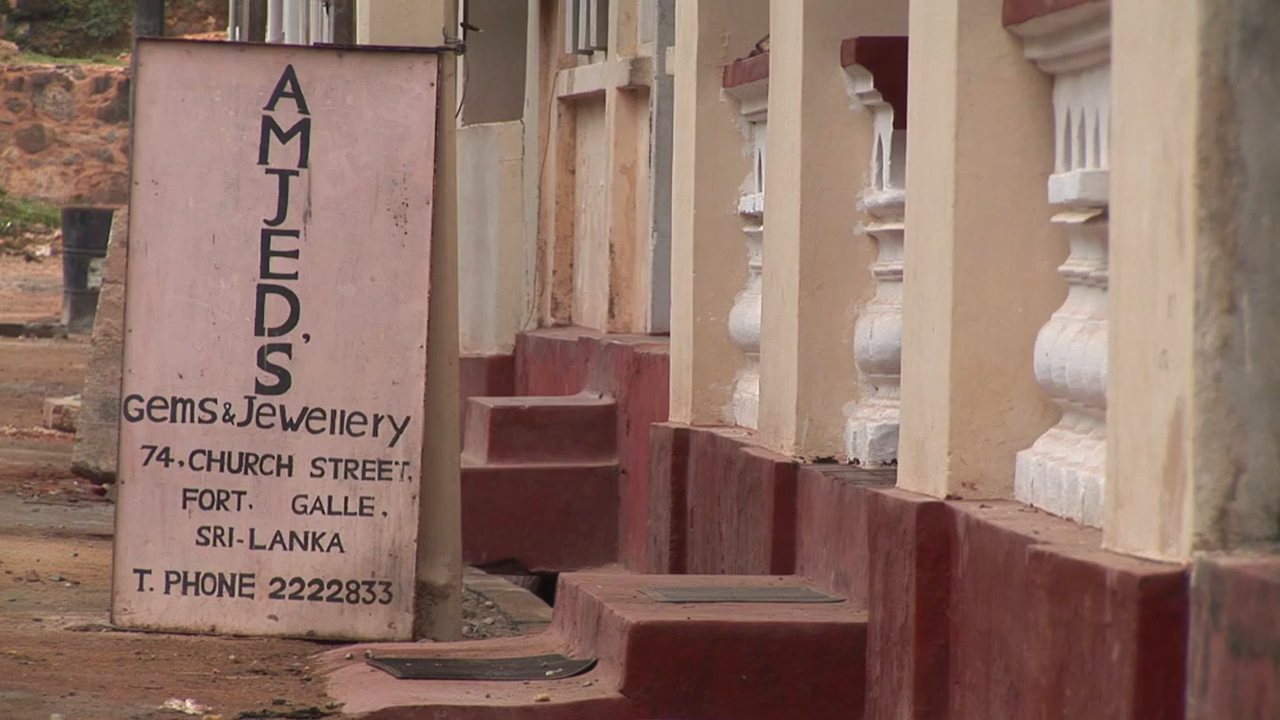 AMJED'S
Gems & Jewellery
74, CHURCH STREET,
FORT, GALLE,
SRI-LANKA
T. PHONE 2222833